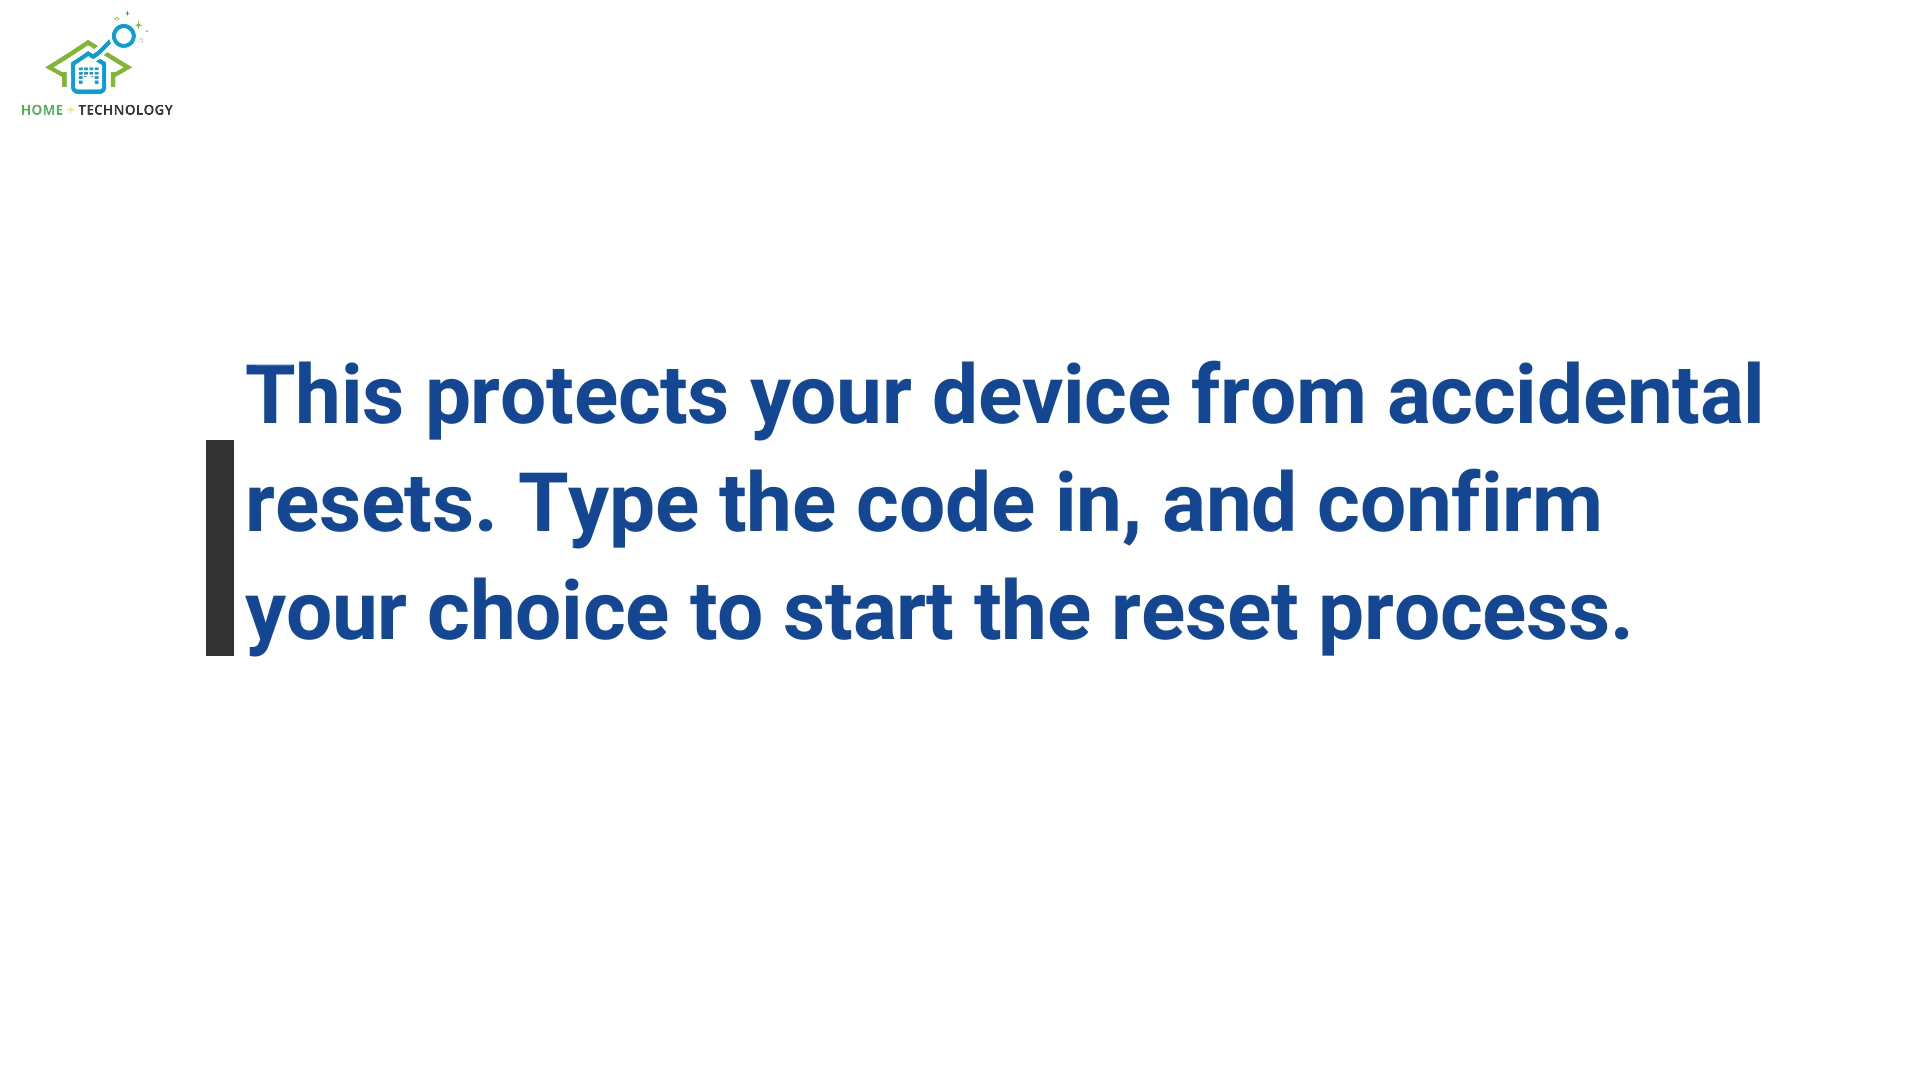 HOME + TECHNOLOGY
This protects your device from accidental
resets. Type the code in, and confirm
your choice to start the reset process.